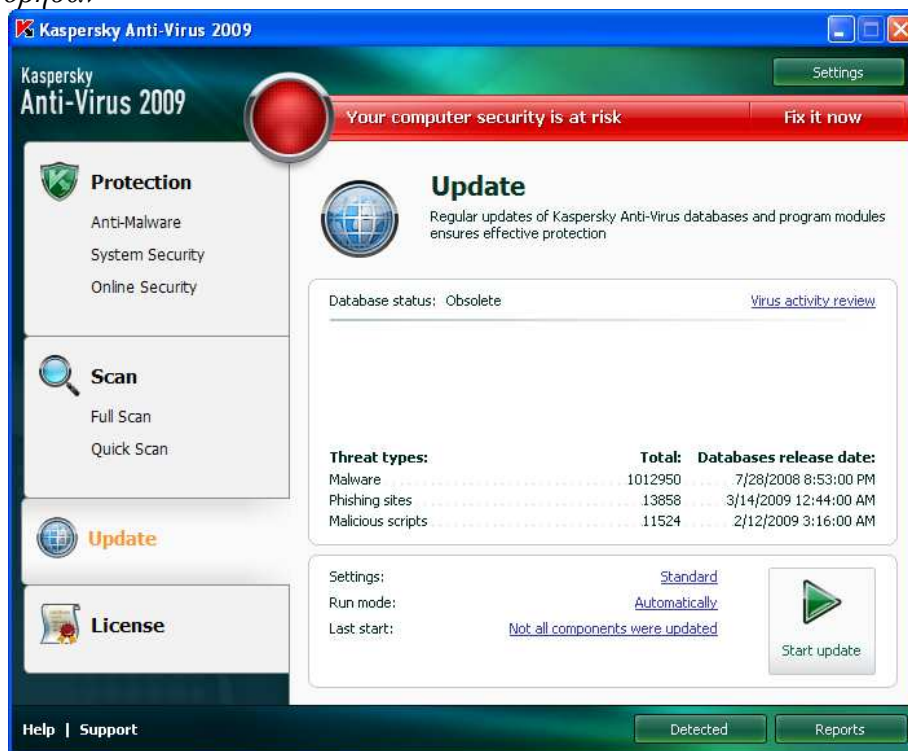 Kaspersky Anti-Virus 2009
Kaspersky
Anti-Virus 2009
Settings
Your computer security is at risk
Fix it now
Protection
Anti-Malware
System Security
Online Security
Scan
Full Scan
Quick Scan
Update
License
Update
Regular updates of Kaspersky Anti-Virus databases and program modules
ensures effective protection
Database status: Obsolete
Virus activity review
Threat types: Total: Databases release date:
Malware 1012950 7/28/2008 8:53:00 PM
Phishing sites 13858 3/14/2009 12:44:00 AM
Malicious scripts 11524 2/12/2009 3:16:00 AM
Settings: Standard
Run mode: Automatically
Last start: Not all components were updated
Start update
Help | Support
Detected
Reports